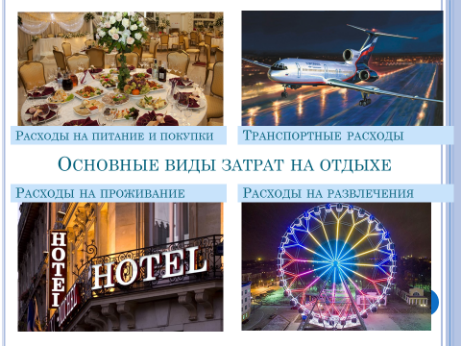 Расходы на питание и покупки
Транспортные расходы
Основные виды затрат на отдыхе
Расходы на проживание
Расходы на развлечения
HOTEL
HOTEL